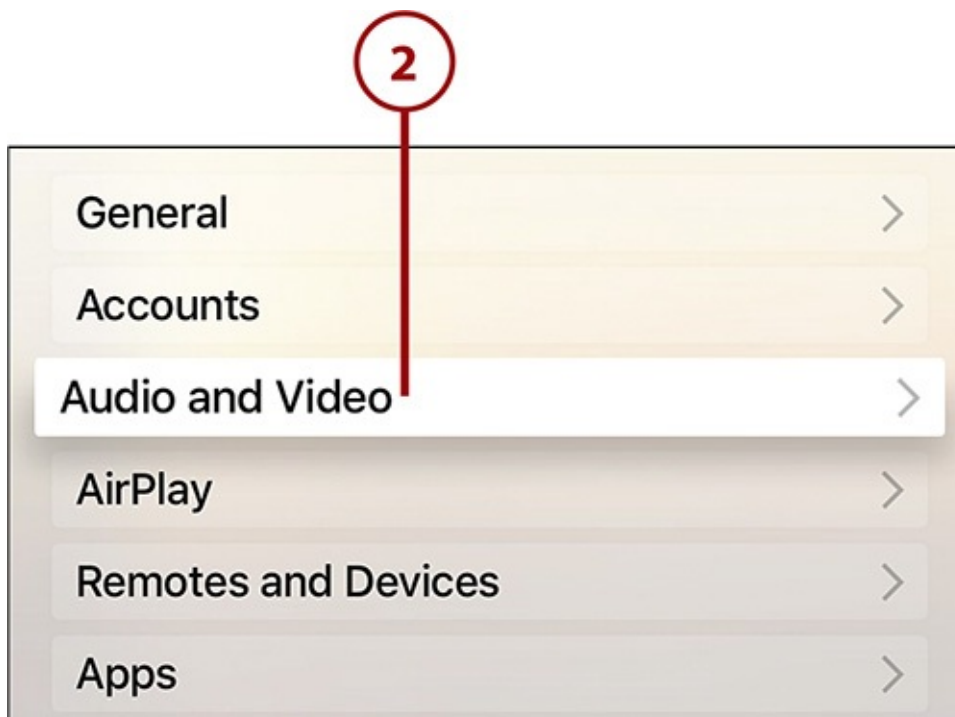 2
General
Accounts
Audio and Video
AirPlay
Remotes and Devices
Apps